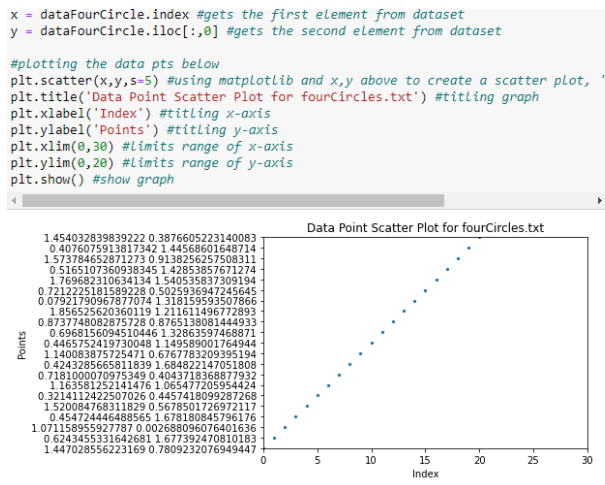 x = dataFourCircle.index #gets the first element from dataset
y = dataFourCircle.iloc[:,0] #gets the second element from dataset
#plotting the data pts below
plt.scatter(x,y,s=5) #using matplotlib and x,y above to create a scatter plot, '
plt.title('Data Point Scatter Plot for fourCircles.txt') #titling graph
plt.xlabel('Index') #titling x-axis
plt.ylabel('Points') #titling y-axis
plt.xlim(0,30) #limits range of x-axis
plt.ylim(0,20) #limits range of y-axis
plt.show() #show graph
Data Point Scatter Plot for fourCircles.txt
1.454032839839222 0.3876605223140083
0.4076075913817342 1.44568601648714
1.573784652871273 0.9138256257508311
0.5165107360938345 1.42853857671274
1.769682310634134 1.540535837309194
0.7212225181589228 0.5025936947245645
0.07921790967877074 1.318159593507866
1.856525620360119 1.211611496772893
0.8737748082875728 0.8765138081444933
0.6968156094510446 1.32863597468871
0.4465752419730048 1.149589001764944
1.140083875725471 0.6767783209395194
0.4243285665811839 1.684822147051808
0.7181000070975349 0.4043718368877932
1.163581252141476 1.065477205954424
0.3214112422507026 0.4457418099287268
1.520084768311829 0.5678501726972117
0.454724446488565 1.678180845796176
1.071158955927787 0.002688096076401636
0.6243455331642681 1.677392470810183
1.447028556223169 0.7809232076949447
Points
0 5 10 15 20 25 30
Index